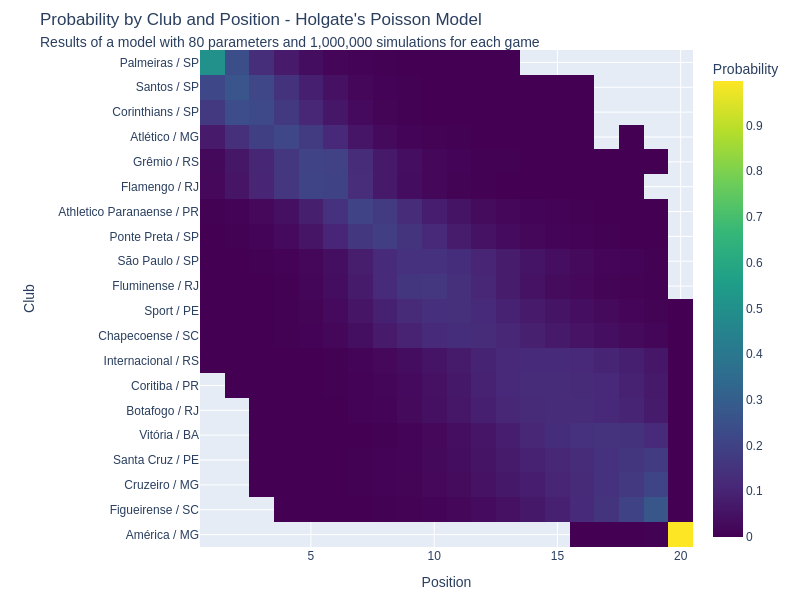 Probability by Club and Position - Holgate's Poisson Model
Results of a model with 80 parameters and 1,000,000 simulations for each game
Probability
Palmeiras / SP
Santos / SP
Corinthians / SP
Atlético / MG
Grêmio / RS
Flamengo / RJ
Athletico Paranaense / PR
Ponte Preta / SP
São Paulo / SP
Fluminense / RJ
Sport / PE
Chapecoense / SC
Internacional / RS
Coritiba / PR
Botafogo / RJ
Vitória / BA
Santa Cruz / PE
Cruzeiro / MG
Figueirense / SC
América / MG
Club
0.9
0.8
0.7
0.6
0.5
0.4
0.3
0.2
0.1
0
5
10
15
20
Position